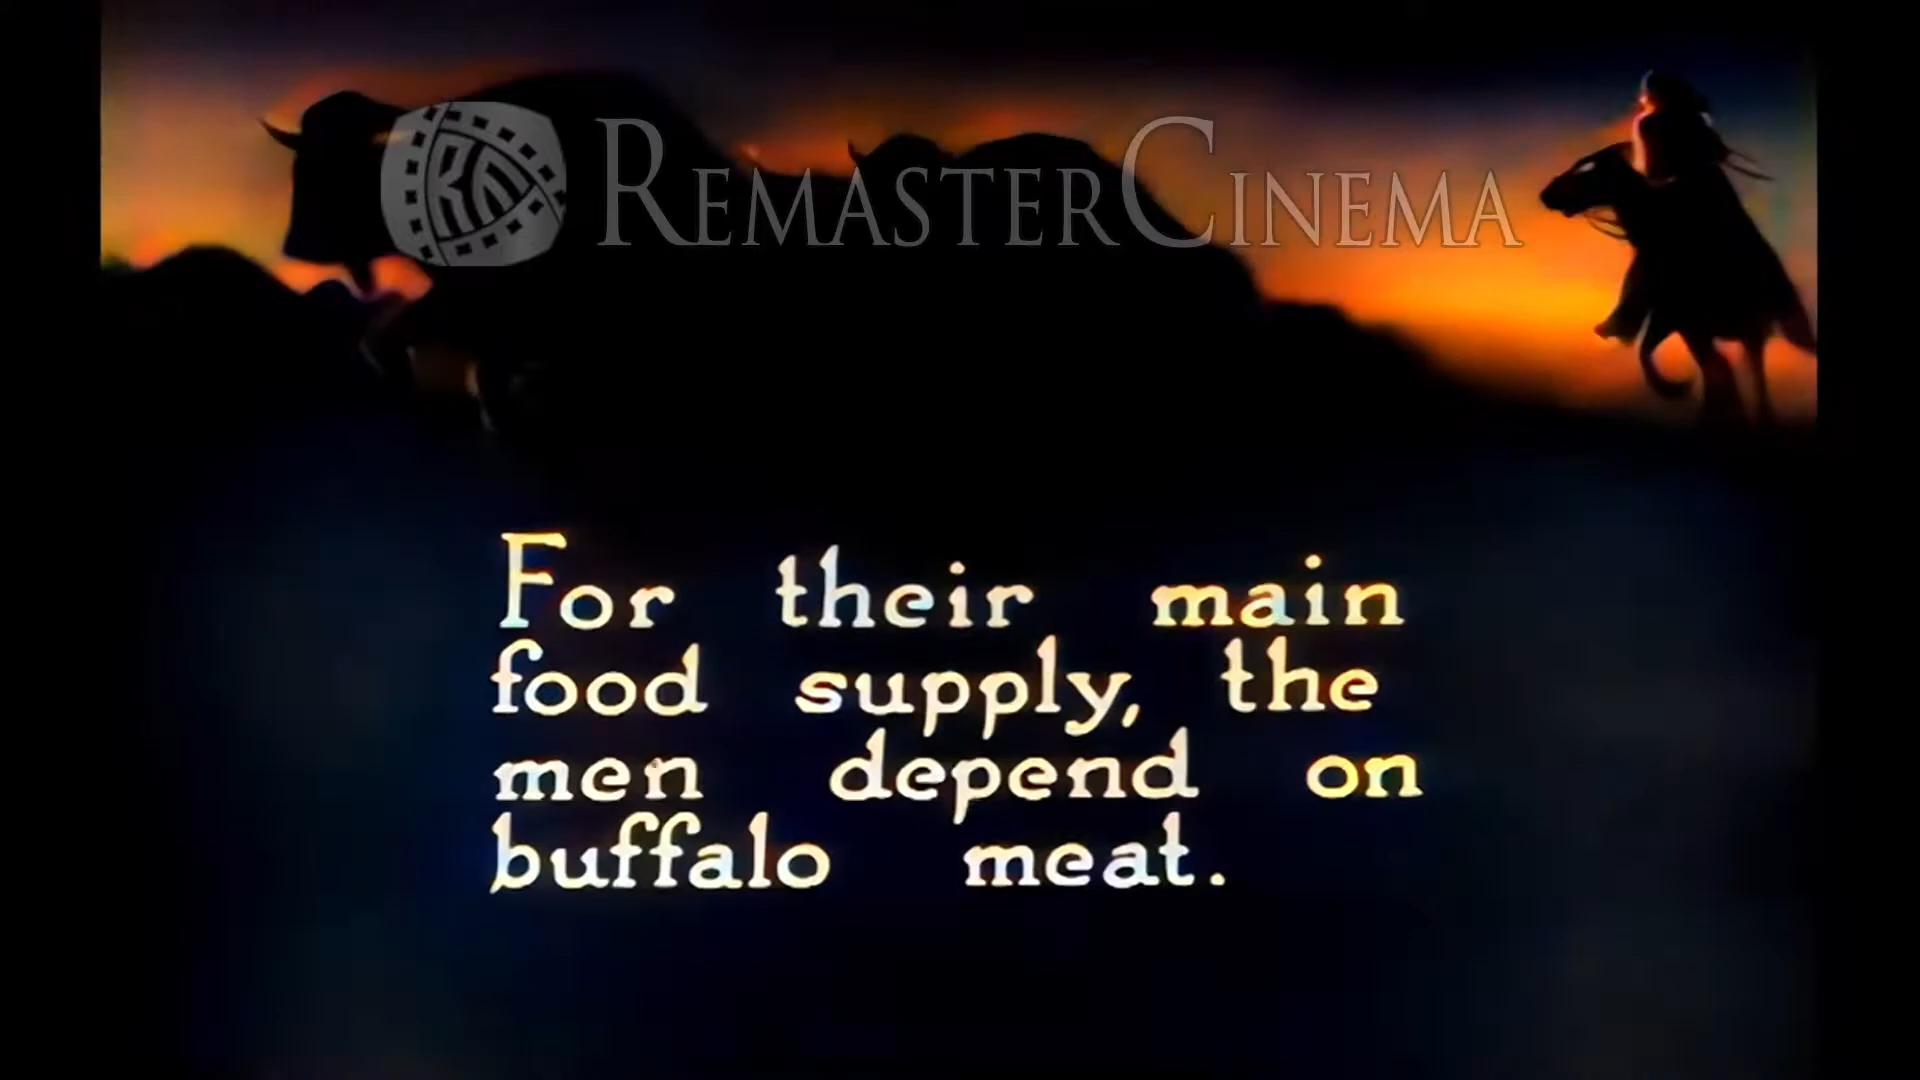 RemasterCinema
For their main
food supply, the
men depend on
buffalo meat.